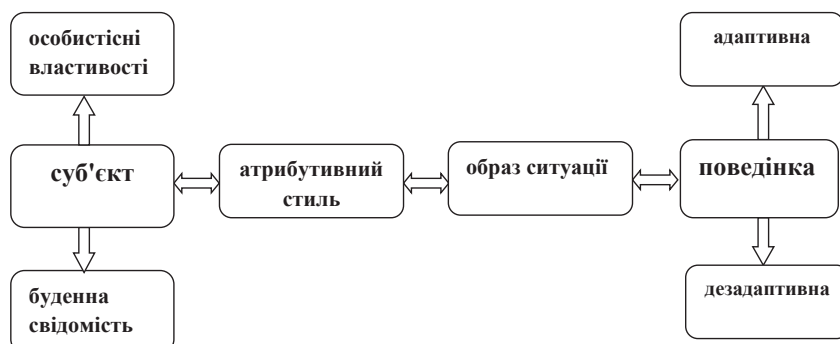 особистісні
властивості
адаптивна
суб'єкт
атрибутивний
стиль
образ ситуації
поведінка
буденна
свідомість
дезадаптивна